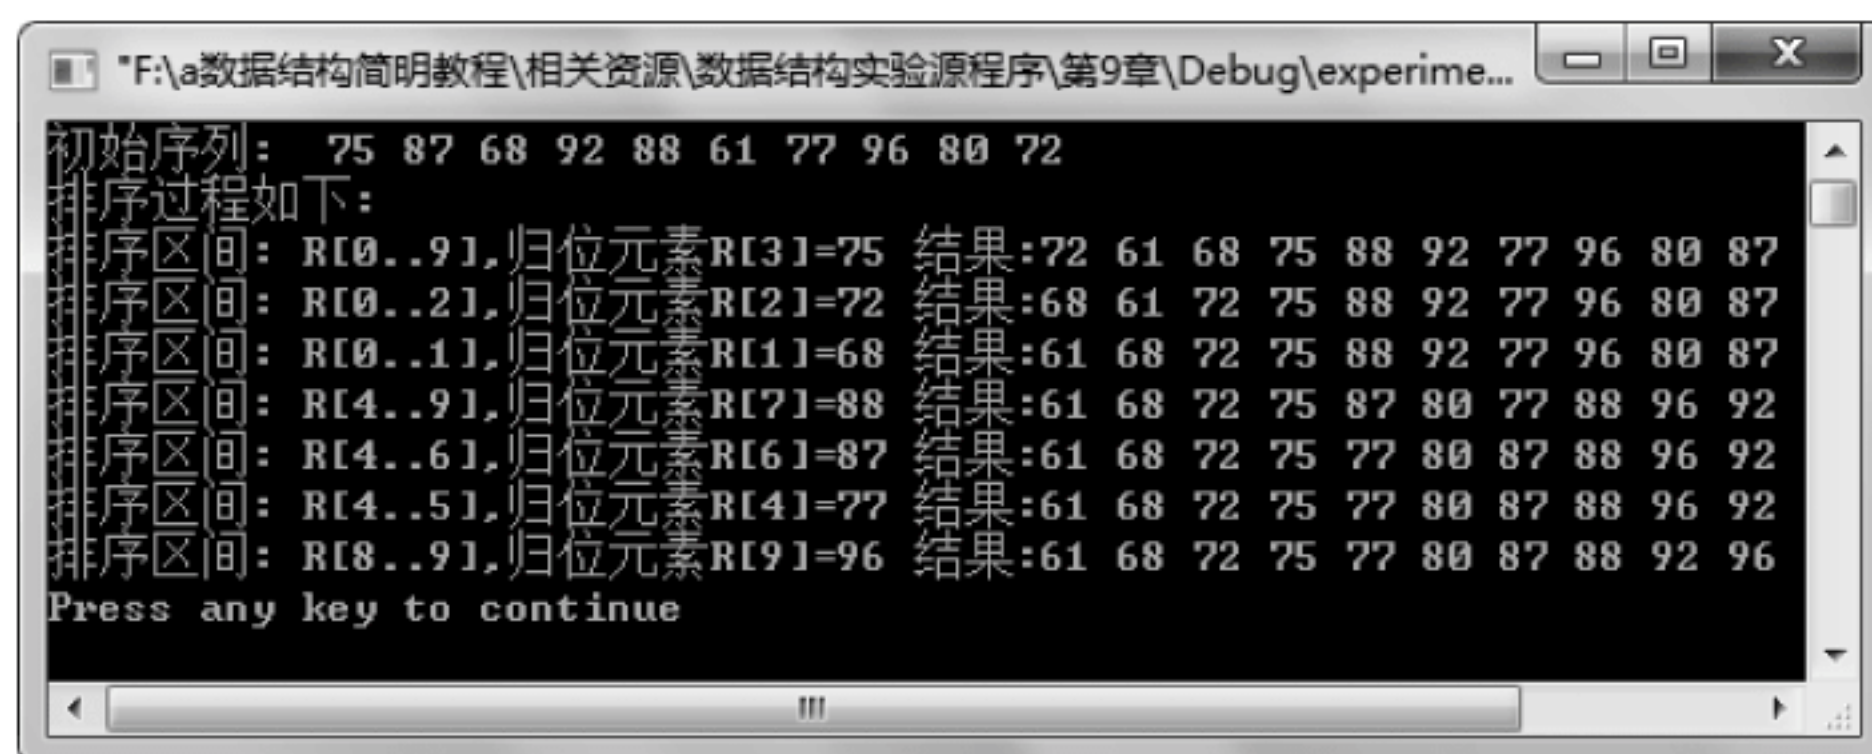 "F:\a数据结构简明教程\相关资源\数据结构实验源程序\第9章\Debug\experime...
初始序列: 75 87 68 92 88 61 77 96 80 72
排序过程如下:
排序区间: R[0..9],归位元素R[3]=75 结果:72 61 68 75 88 92 77 96 80 87
排序区间: R[0..2],归位元素R[2]=72 结果:68 61 72 75 88 92 77 96 80 87
排序区间: R[0..1],归位元素R[1]=68 结果:61 68 72 75 88 92 77 96 80 87
排序区间: R[4..9],归位元素R[7]=88 结果:61 68 72 75 87 80 77 88 96 92
排序区间: R[4..6],归位元素R[6]=87 结果:61 68 72 75 77 80 87 88 96 92
排序区间: R[4..5],归位元素R[4]=77 结果:61 68 72 75 77 80 87 88 96 92
排序区间: R[8..9],归位元素R[9]=96 结果:61 68 72 75 77 80 87 88 92 96
Press any key to continue